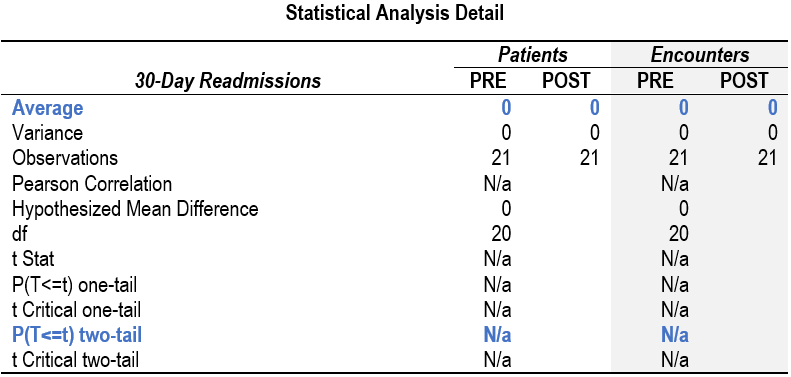 Statistical Analysis Detail
Patients Encounters
30-Day Readmissions PRE POST PRE POST
Average 0 0 0 0
Variance 0 0 0 0
Observations 21 21 21 21
Pearson Correlation N/a N/a
Hypothesized Mean Difference 0 0
df 20 20
t Stat N/a N/a
P(T<=t) one-tail N/a N/a
t Critical one-tail N/a N/a
P(T<=t) two-tail N/a N/a
t Critical two-tail N/a N/a